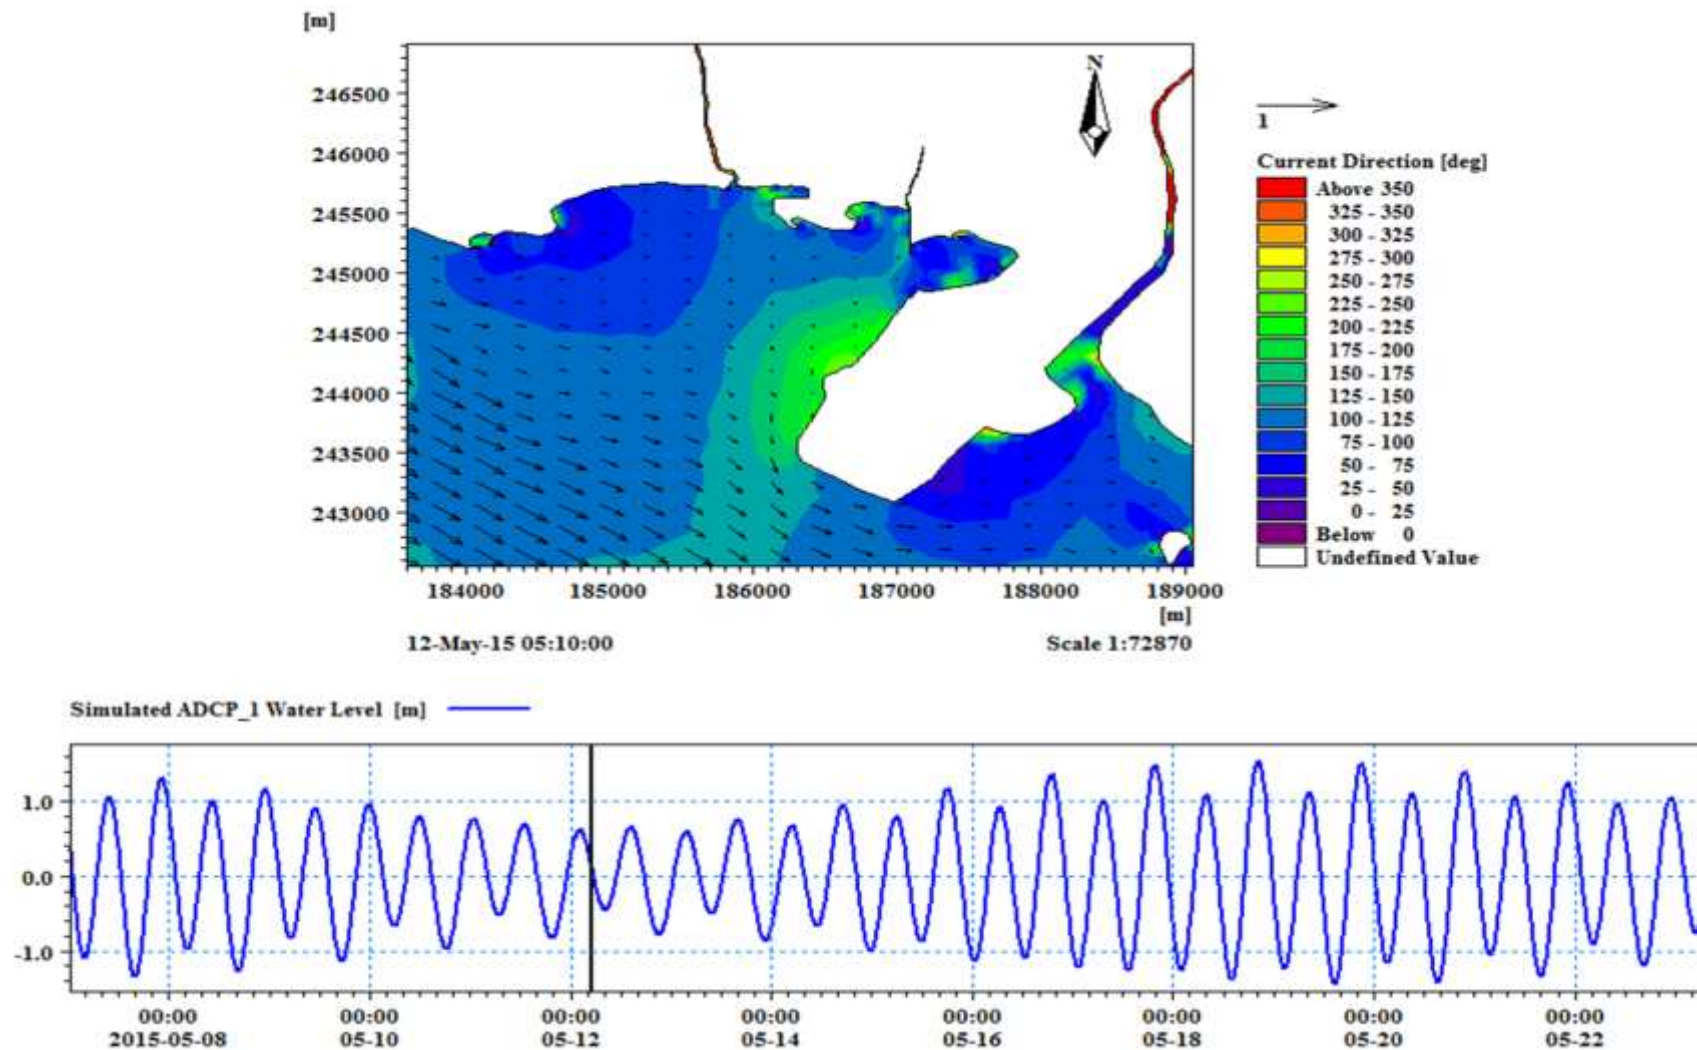 [m]
N
246500
246000
245500
245000
244500
244000
243500
243000
184000 185000 186000 187000 188000 189000
[m]
12-May-15 05:10:00 Scale 1:72870
1
Current Direction [deg]
Above 350
325 - 350
300 - 325
275 - 300
250 - 275
225 - 250
200 - 225
175 - 200
150 - 175
125 - 150
100 - 125
75 - 100
50 - 75
25 - 50
0 - 25
Below 0
Undefined Value
Simulated ADCP_1 Water Level [m]
1.0
0.0
-1.0
00:00 00:00 00:00 00:00 00:00 00:00 00:00 00:00
2015-05-08 05-10 05-12 05-14 05-16 05-18 05-20 05-22